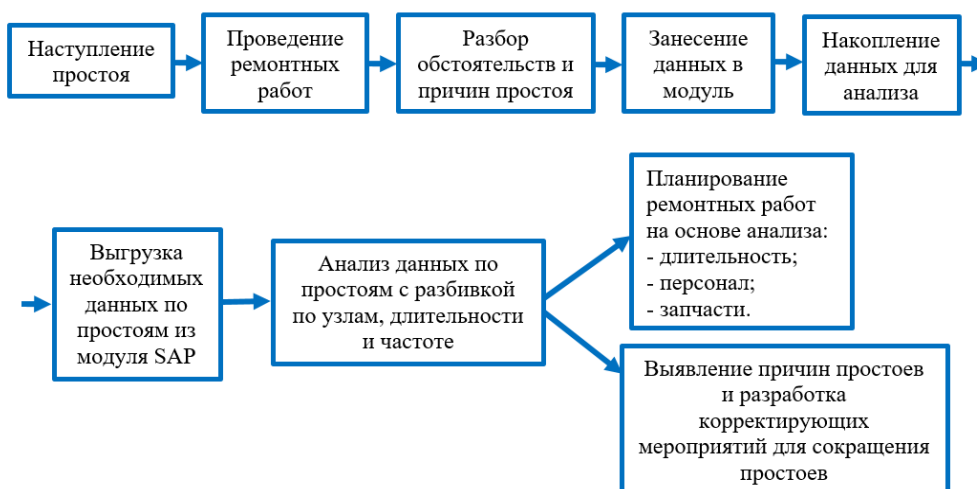 Наступление
простоя
Проведение
ремонтных
работ
Разбор
обстоятельств и
причин простоя
Занесение
данных в
модуль
Накопление
данных для
анализа
Выгрузка
необходимых
данных по
простоям из
модуля SAP
Анализ данных по
простоям с разбивкой
по узлам, длительности
и частоте
Планирование
ремонтных работ
на основе анализа:
- длительность;
- персонал;
- запчасти.
Выявление причин простоев
и разработка
корректирующих
мероприятий для сокращения
простоев